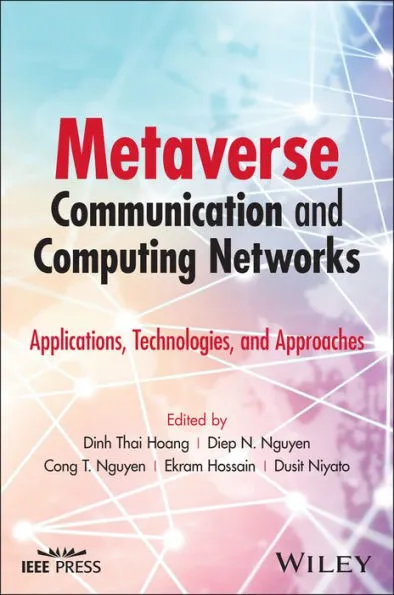 Metaverse
Communication and
Computing Networks
Applications, Technologies, and Approaches
Edited by
Dinh Thai Hoang | Diep N. Nguyen
Cong T. Nguyen | Ekram Hossain | Dusit Niyato
IEEE PRESS
WILEY